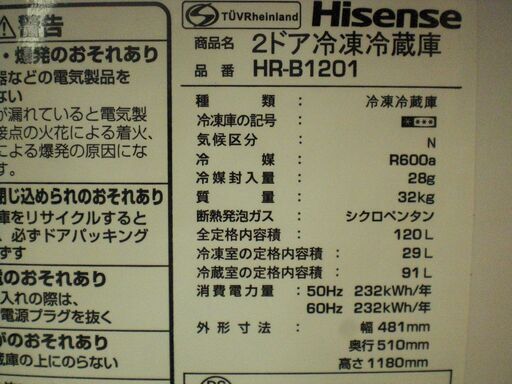 警告
・爆発のおそれあり
器などの電気製品を
ない
が漏れていると電気製
接点の火花による着火、
による爆発の原因にな
す。
閉じ込められのおそれあり
庫をリサイクルすると
、必ずドアパッキング
ずす
電のおそれあり
入れの際は、
電源プラグを抜く
がのおそれあり
蔵庫の上にのらない
TÜVRheinland
Hisense
商品名 2ドア冷凍冷蔵庫
品番 HR-B1201
種類: 冷凍冷蔵庫
冷凍庫の記号: ****
気候区分: N
冷媒: R600a
冷媒封入量: 28g
質量: 32kg
断熱発泡ガス: シクロペンタン
全定格内容積: 120L
冷凍室の定格内容積: 29L
冷蔵室の定格内容積: 91L
消費電力量: 50Hz 232kWh/年
60Hz 232kWh/年
外形寸法: 幅 481mm
奥行 510mm
高さ 1180mm